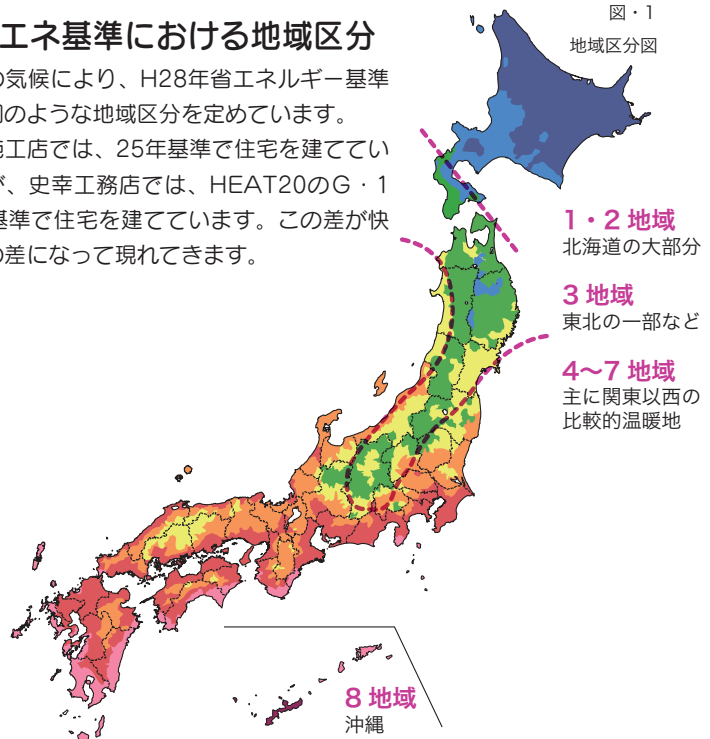 エネ基準における地域区分
の気候により、H28年省エネルギー基準
のような地域区分を定めています。
施工店では、25年基準で住宅を建ててい
が、史幸工務店では、HEAT20のG・1
基準で住宅を建てています。この差が快
の差になって現れてきます。
図・1
地域区分図
1・2 地域
北海道の大部分
3 地域
東北の一部など
4〜7 地域
主に関東以西の
比較的温暖地
8 地域
沖縄